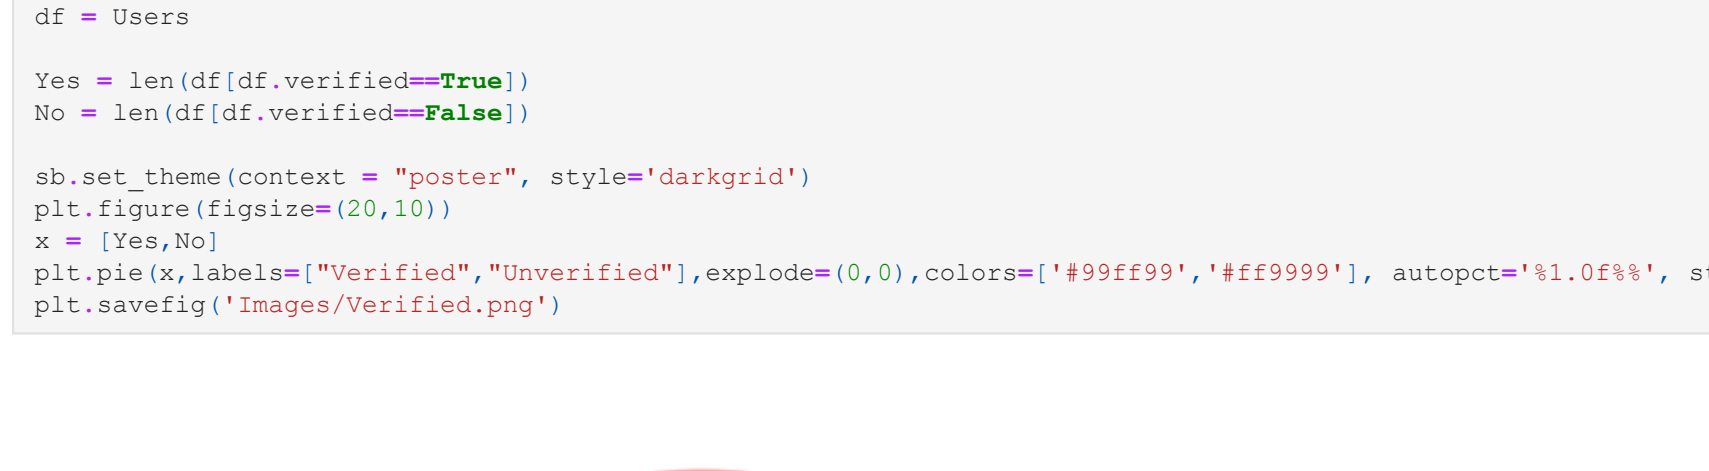 df = Users
Yes = len(df[df.verified==True])
No = len(df[df.verified==False])
sb.set_theme(context = "poster", style='darkgrid')
plt.figure(figsize=(20,10))
x = [Yes,No]
plt.pie(x,labels=["Verified","Unverified"],explode=(0,0),colors=['#99ff99','#ff9999'], autopct='%1.0f%%',
plt.savefig('Images/Verified.png')